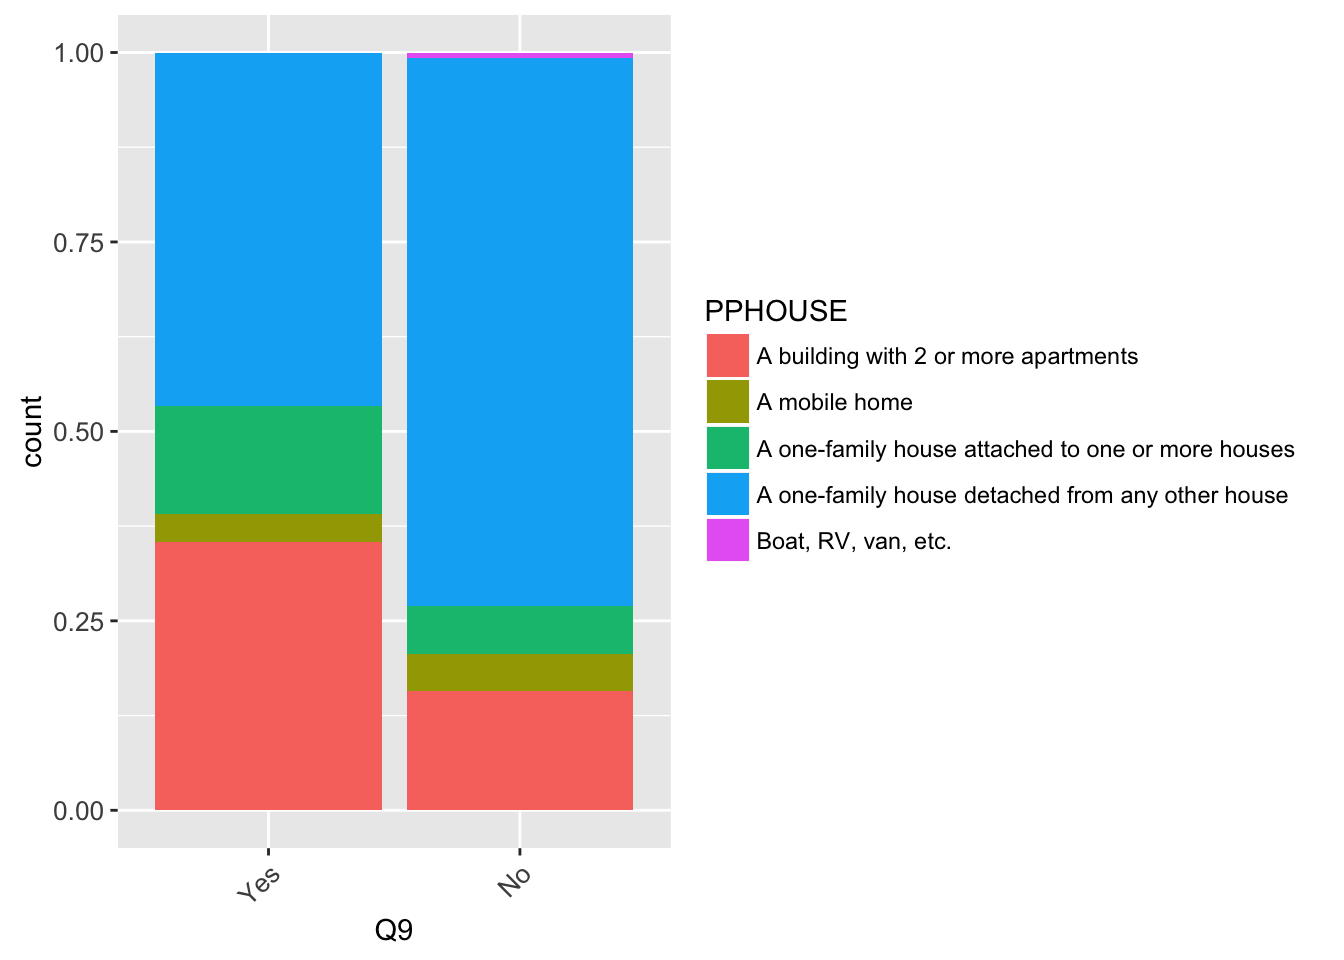 1.00
0.75
0.50
0.25
0.00
count
Yes
No
Q9
PPHOUSE
A building with 2 or more apartments
A mobile home
A one-family house attached to one or more houses
A one-family house detached from any other house
Boat, RV, van, etc.